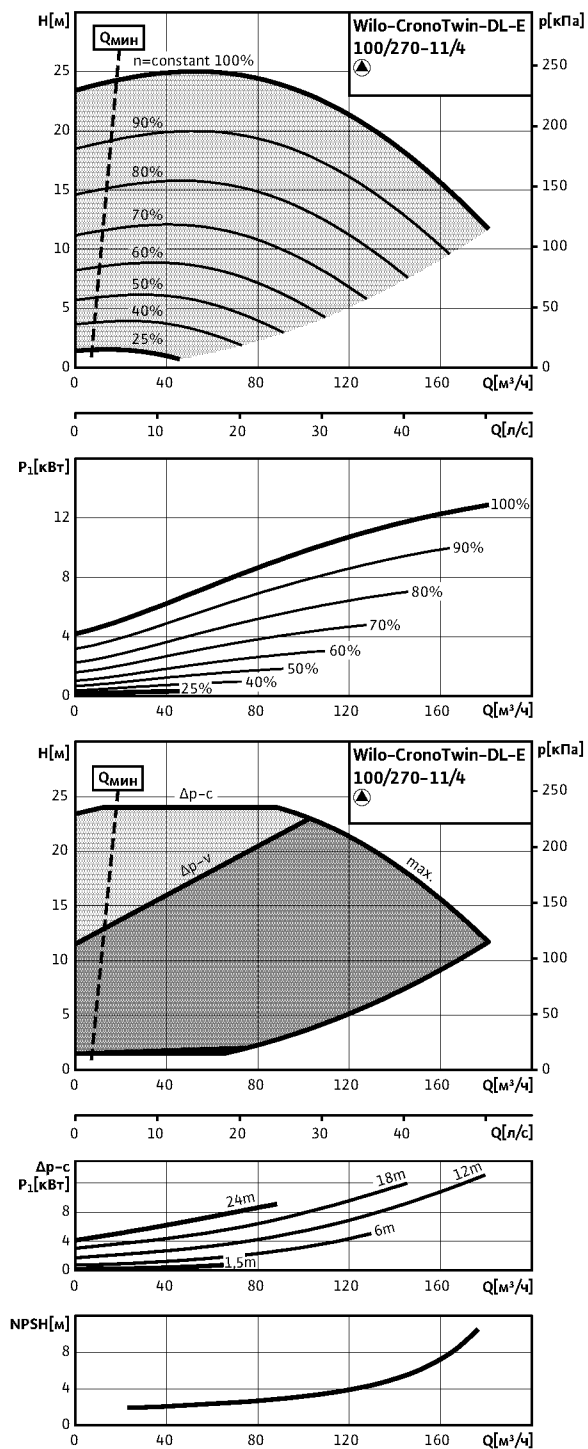 H[м]
Qмин
n=constant 100%
Wilo-CronoTwin-DL-E
100/270-11/4
p[кПа]
25
20
15
10
5
0
90%
80%
70%
60%
50%
40%
25%
250
200
150
100
50
0
0 40 80 120 160 Q[м³/ч]
0 10 20 30 40 Q[л/с]
P₁[кВт]
12
8
4
0
100%
90%
80%
70%
60%
50%
40%
25%
0 40 80 120 160 Q[м³/ч]
H[м]
Qмин
Δp-c
Δp-v
max.
Wilo-CronoTwin-DL-E
100/270-11/4
p[кПа]
25
20
15
10
5
0
250
200
150
100
50
0
0 40 80 120 160 Q[м³/ч]
0 10 20 30 40 Q[л/с]
Δp-c
P₁[кВт]
8
4
0
24m
18m
12m
6m
1,5m
0 40 80 120 160 Q[м³/ч]
NPSH[м]
8
4
0
0 40 80 120 160 Q[м³/ч]